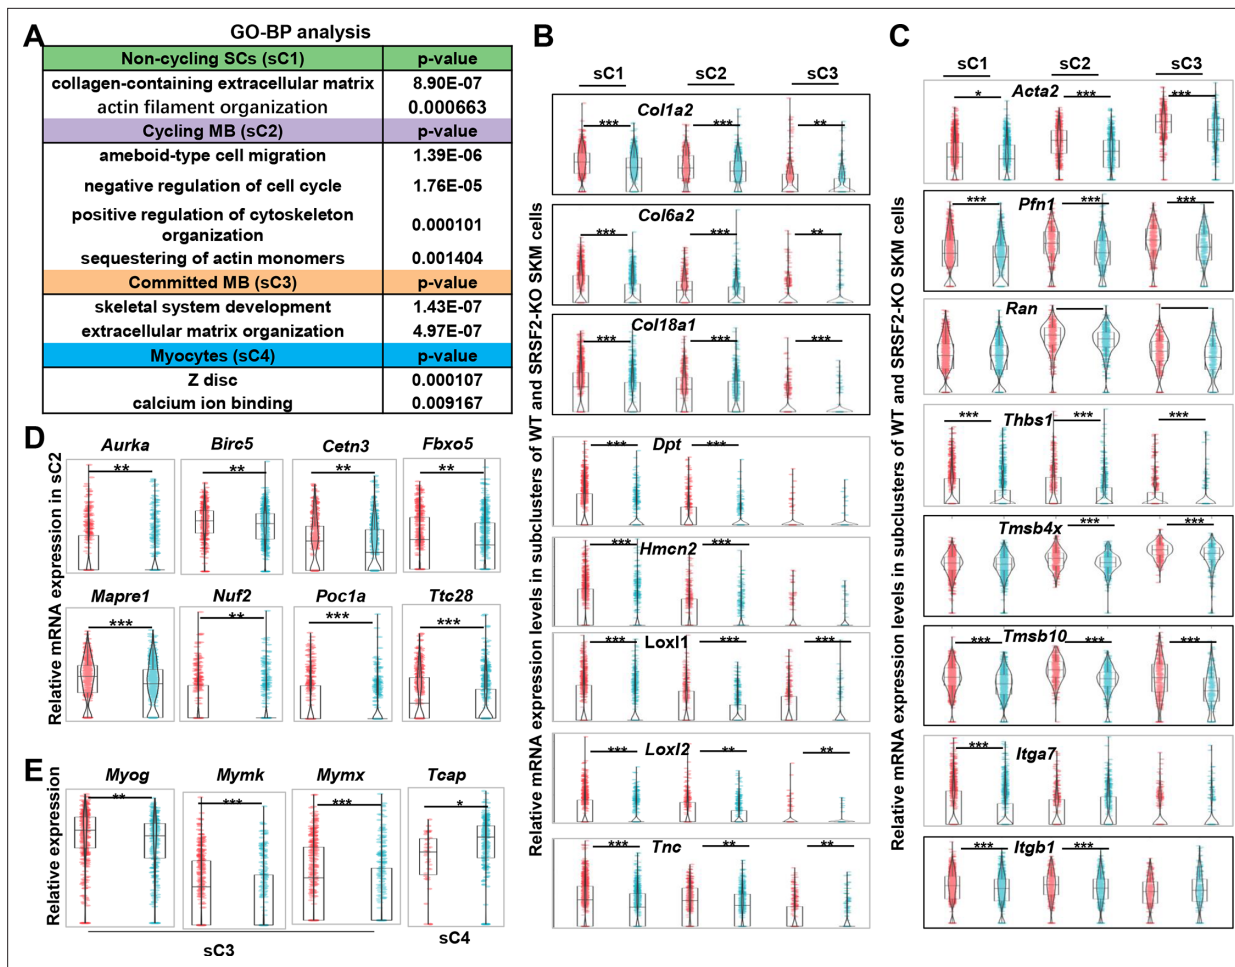 A
GO-BP analysis
Non-cycling SCs (sC1) p-value
collagen-containing extracellular matrix 8.90E-07
actin filament organization 0.000663
Cycling MB (sC2) p-value
ameboid-type cell migration 1.39E-06
negative regulation of cell cycle 1.76E-05
positive regulation of cytoskeleton
organization 0.000101
sequestering of actin monomers 0.001404
Committed MB (sC3) p-value
skeletal system development 1.43E-07
extracellular matrix organization 4.97E-07
Myocytes (sC4) p-value
Z disc 0.000107
calcium ion binding 0.009167
B
Relative mRNA expression levels in subclusters of WT and SRSF2-KO SKM cells
sC1 sC2 sC3
Col1a2
*** *** **
Col6a2
*** *** **
Col18a1
*** *** ***
Dpt
*** ***
Hmcn2
*** ***
Loxl1
*** *** ***
Loxl2
*** ** **
Tnc
*** ** **
C
Relative mRNA expression levels in subclusters of WT and SRSF2-KO SKM cells
sC1 sC2 sC3
Acta2
* *** ***
Pfn1
*** *** ***
Ran
Thbs1
*** *** ***
Tmsb4x
*** ***
Tmsb10
*** *** ***
Itga7
***
Itgb1
*** ***
D
Relative mRNA expression in sC2
Aurka Birc5 Cetn3 Fbxo5
** ** ** **
Mapre1 Nuf2 Poc1a Ttc28
*** ** *** ***
E
Relative expression
Myog Mymk Mymx Tcap
** *** *** *
sC3 sC4